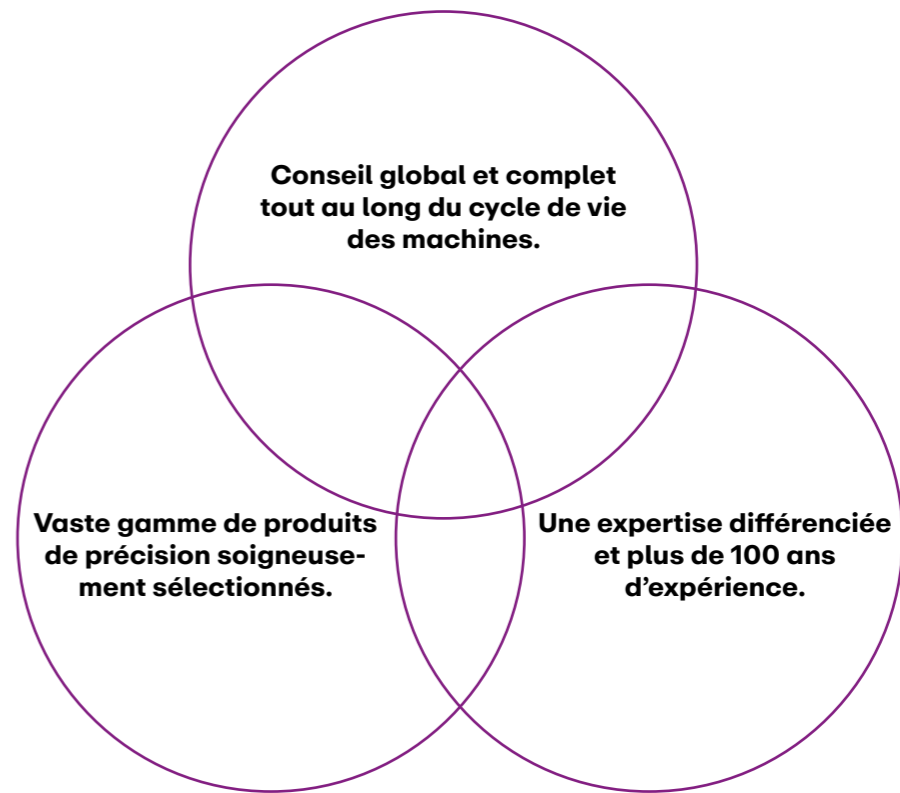 Conseil global et complet
tout au long du cycle de vie
des machines.
Vaste gamme de produits
de précision soigneuse-
ment sélectionnés.
Une expertise différenciée
et plus de 100 ans
d’expérience.